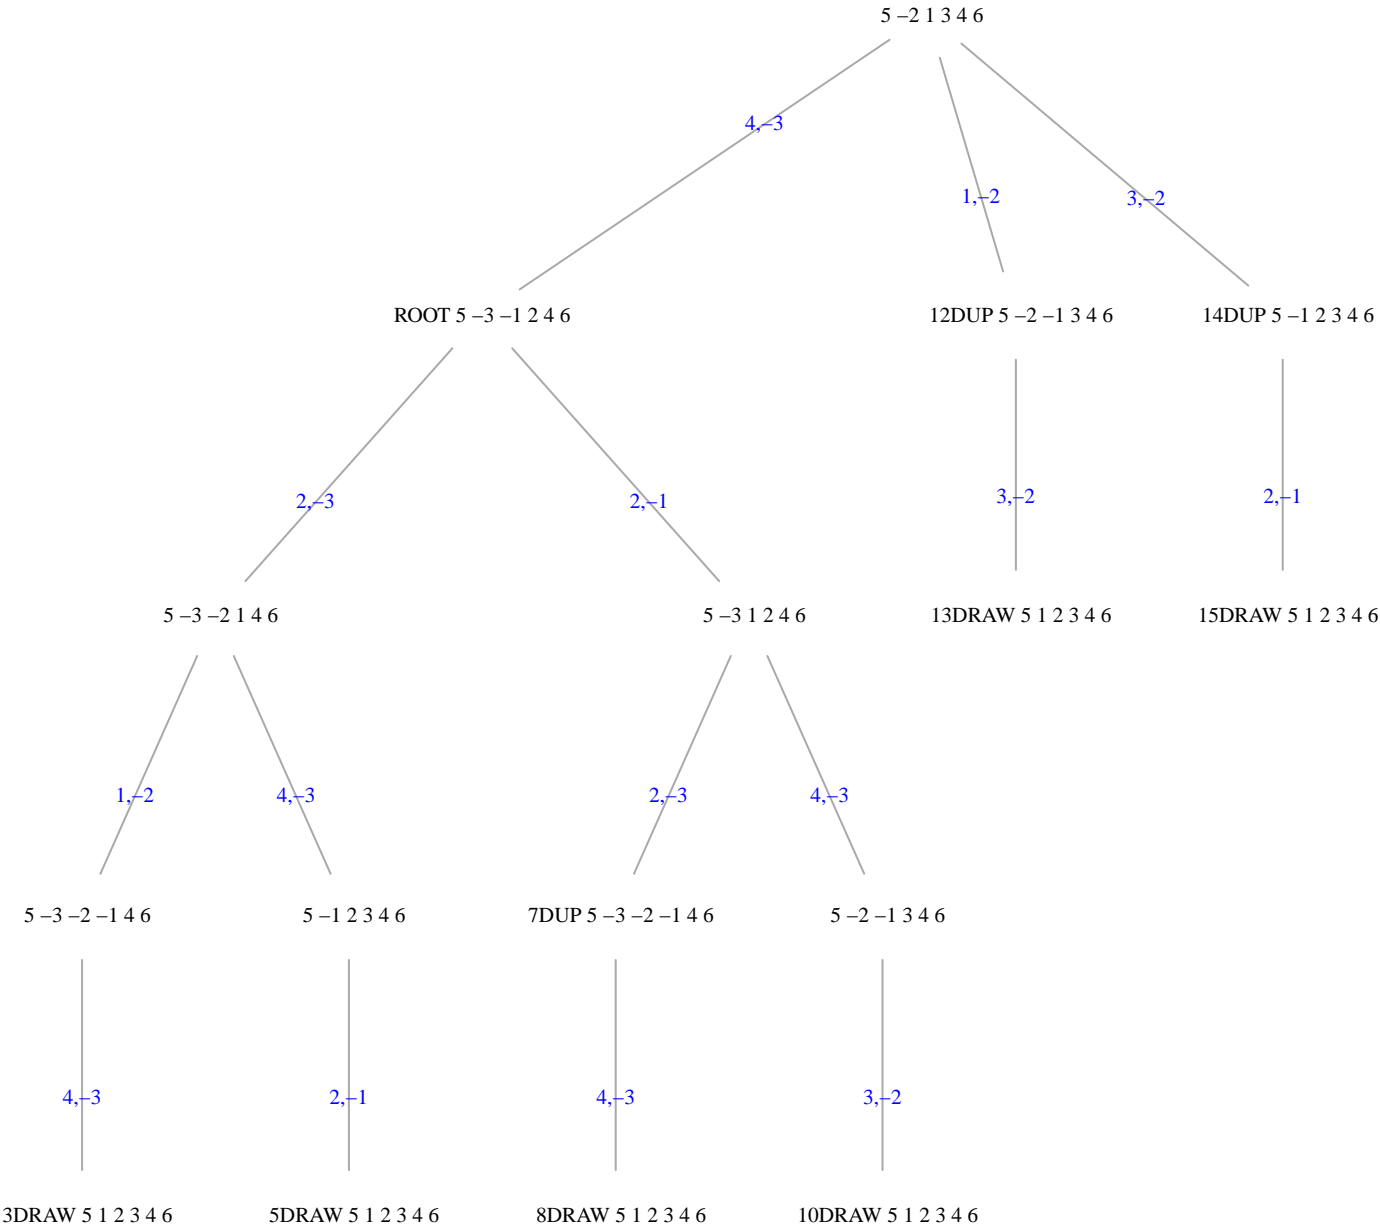 5 –2 1 3 4 6
4,–3
1,–2
3,–2
ROOT 5 –3 –1 2 4 6
12DUP 5 –2 –1 3 4 6
14DUP 5 –1 2 3 4 6
2,–3
2,–1
3,–2
2,–1
5 –3 –2 1 4 6
5 –3 1 2 4 6
13DRAW 5 1 2 3 4 6
15DRAW 5 1 2 3 4 6
1,–2
4,–3
2,–3
4,–3
5 –3 –2 –1 4 6
5 –1 2 3 4 6
7DUP 5 –3 –2 –1 4 6
5 –2 –1 3 4 6
4,–3
2,–1
4,–3
3,–2
3DRAW 5 1 2 3 4 6
5DRAW 5 1 2 3 4 6
8DRAW 5 1 2 3 4 6
10DRAW 5 1 2 3 4 6